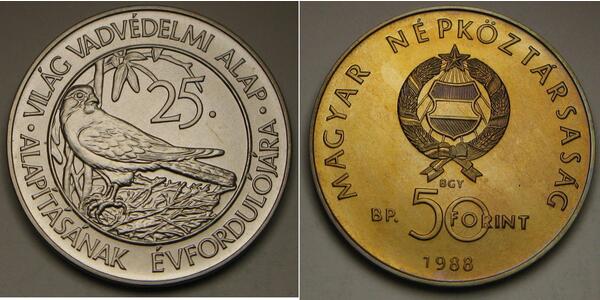 · VILÁG VADVÉDELMI ALAP ·
25.
ALAPÍTÁSÁNAK ÉVFORDULÓJÁRA
MAGYAR NÉPKÖZTÁRSASÁG
BGY
BP. 50 FORINT
1988